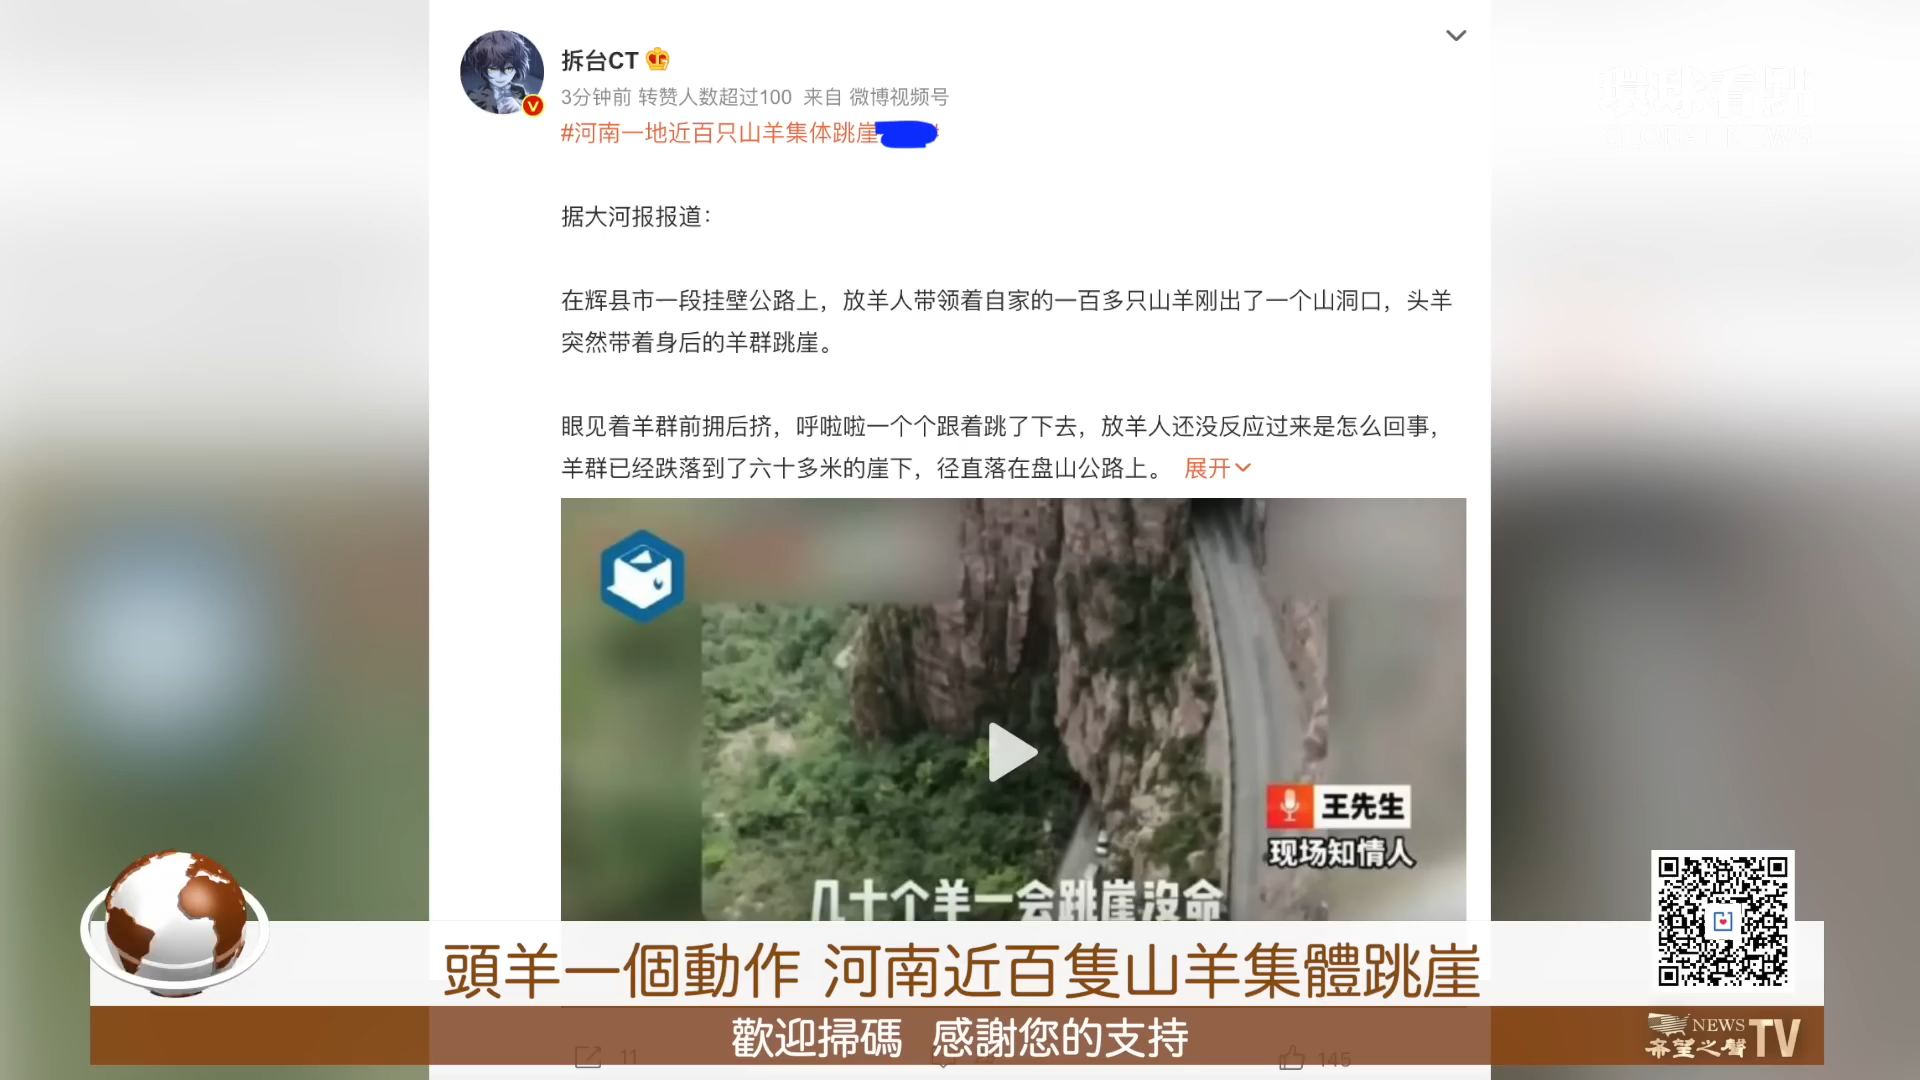 拆台CT
3分钟前 转赞人数超过100 来自 微博视频号
#河南一地近百只山羊集体跳崖
据大河报报道：
在辉县市一段挂壁公路上，放羊人带领着自家的一百多只山羊刚出了一个山洞口，头羊
突然带着身后的羊群跳崖。
眼见着羊群前拥后挤，呼啦啦一个个跟着跳了下去，放羊人还没反应过来是怎么回事，
羊群已经跌落到了六十多米的崖下，径直落在盘山公路上。 展开
王先生
现场知情人
几十个羊一会跳崖没命
頭羊一個動作 河南近百隻山羊集體跳崖
歡迎掃碼 感謝您的支持
11
145
NEWS
希望之聲TV
環球看點
GLOBAL NEWS